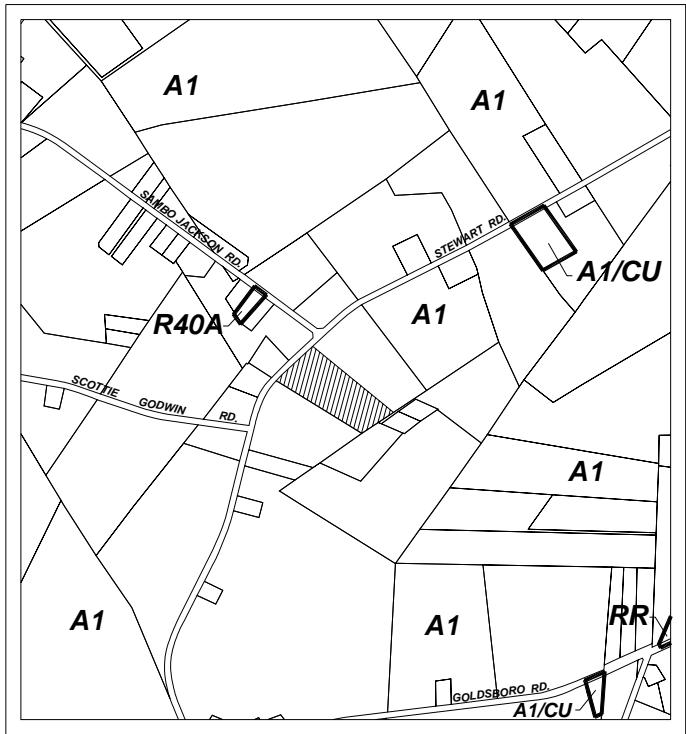 A1
A1
SAMBO JACKSON RD.
STEWART RD.
A1/CU
R40A
A1
SCOTTIE GODWIN RD.
A1
A1
A1
RR
GOLDSBORO RD.
A1/CU